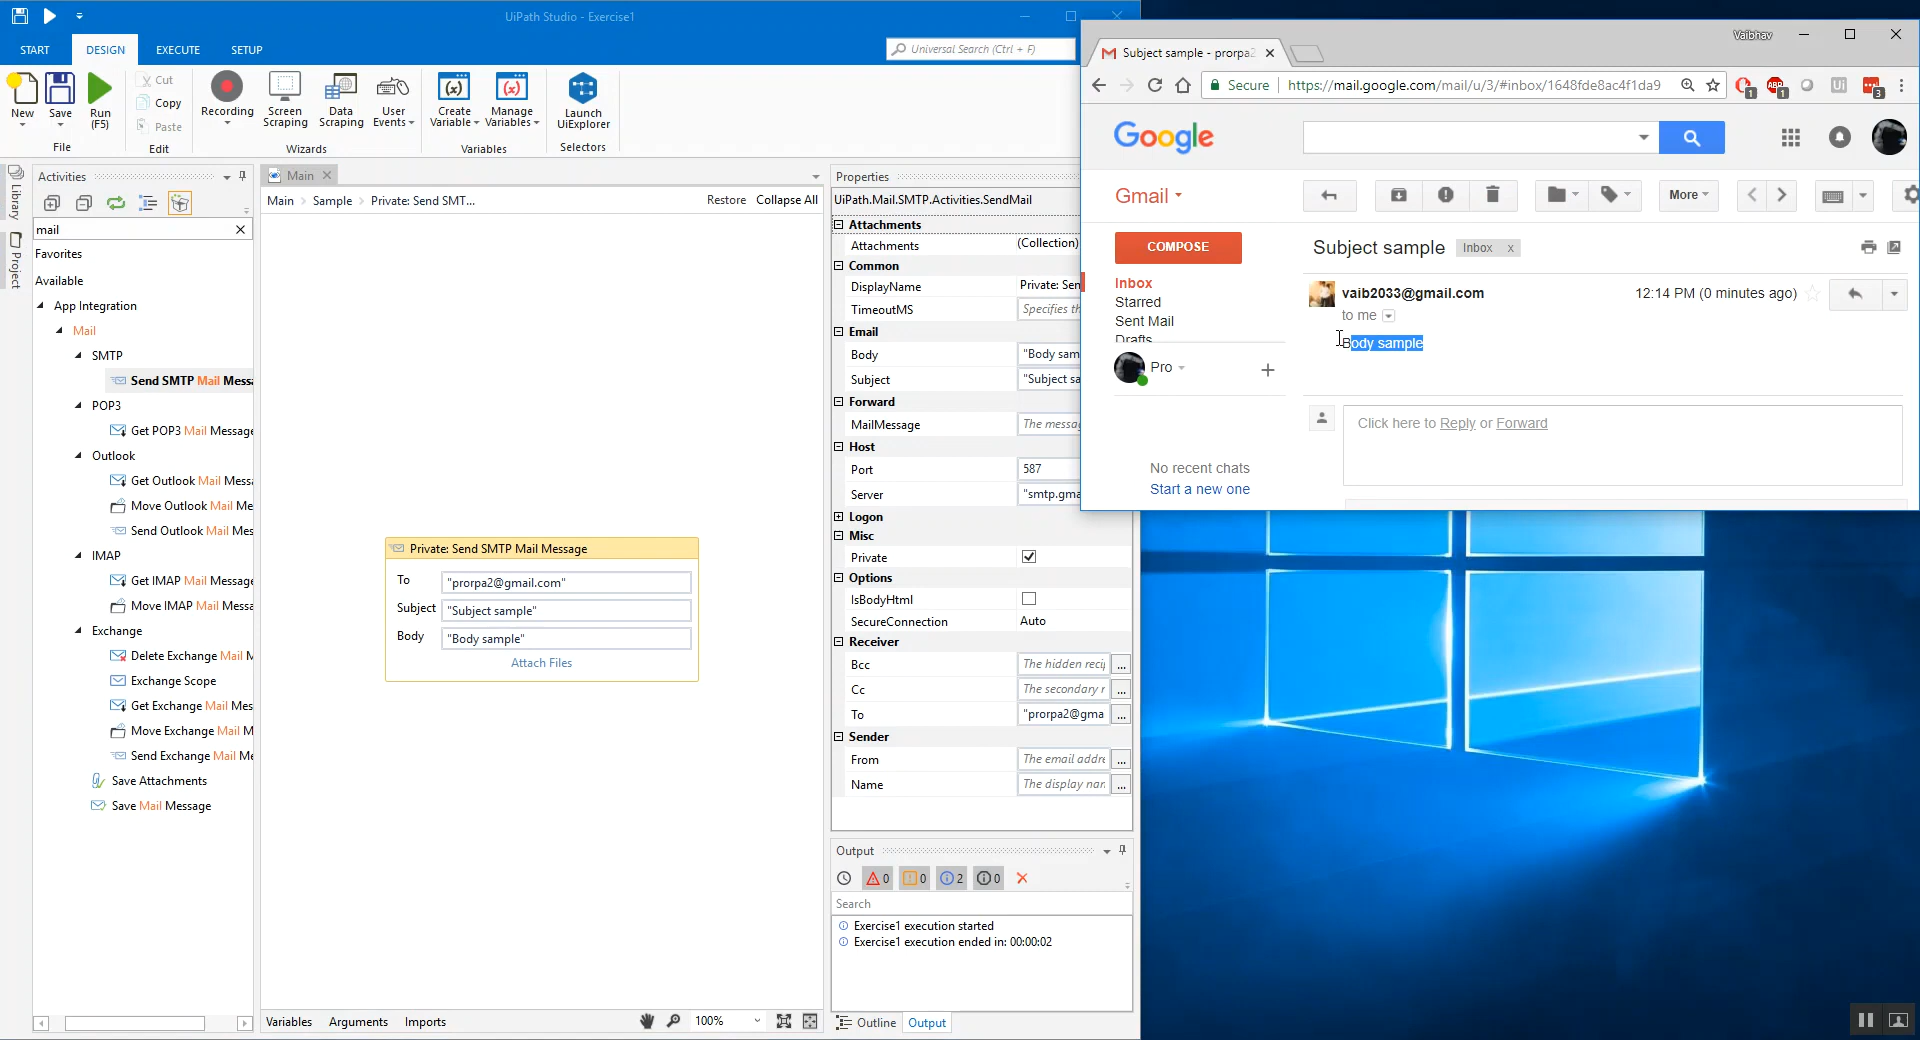 UiPath Studio - Exercise1
START
DESIGN
EXECUTE
SETUP
Universal Search (Ctrl + F)
New
Save
Run
(F5)
File
Cut
Copy
Paste
Edit
Recording
Screen
Scraping
Data
Scraping
User
Events
Wizards
Create
Variable
Manage
Variables
Variables
Launch
UiExplorer
Selectors
Library
Project
Activities
mail
Favorites
Available
App Integration
Mail
SMTP
Send SMTP Mail Messa
POP3
Get POP3 Mail Message
Outlook
Get Outlook Mail Messa
Move Outlook Mail Me
Send Outlook Mail Mes
IMAP
Get IMAP Mail Message
Move IMAP Mail Messa
Exchange
Delete Exchange Mail M
Exchange Scope
Get Exchange Mail Mes
Move Exchange Mail M
Send Exchange Mail Me
Save Attachments
Save Mail Message
Main
Main Sample Private: Send SMT...
Restore Collapse All
Private: Send SMTP Mail Message
To "prorpa2@gmail.com"
Subject "Subject sample"
Body "Body sample"
Attach Files
Variables Arguments Imports
100%
Properties
UiPath.Mail.SMTP.Activities.SendMail
Attachments
Attachments (Collection)
Common
DisplayName Private: Sen
TimeoutMS Specifies th
Email
Body "Body sam
Subject "Subject sa
Forward
MailMessage The messa
Host
Port 587
Server "smtp.gma
Logon
Misc
Private
Options
IsBodyHtml
SecureConnection Auto
Receiver
Bcc The hidden recip ...
Cc The secondary r ...
To "prorpa2@gma ...
Sender
From The email addre ...
Name The display nam ...
Output
0 0 2 0
Search
Exercise1 execution started
Exercise1 execution ended in: 00:00:02
Outline Output
Vaibhav
Subject sample - prorpa2
Secure https://mail.google.com/mail/u/3/#inbox/1648fde8ac4f1da9
1 ABP 1 Ui 3
Google
Gmail
More
COMPOSE
Inbox
Starred
Sent Mail
Drafts
Pro
No recent chats
Start a new one
Subject sample Inbox x
vaib2033@gmail.com 12:14 PM (0 minutes ago)
to me
Body sample
Click here to Reply or Forward